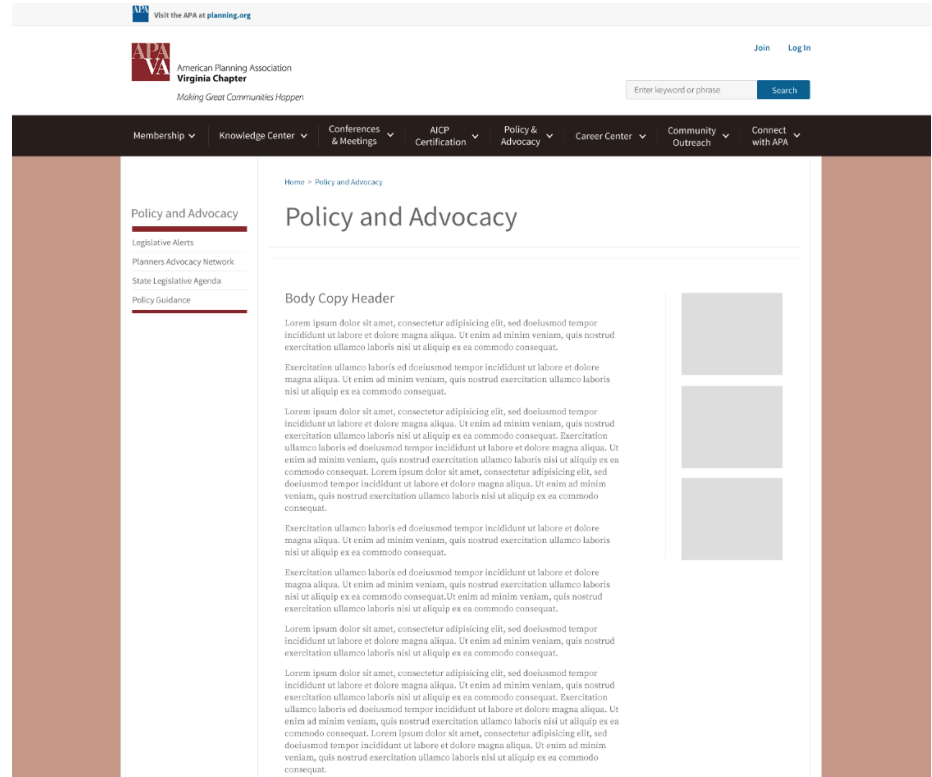 APA
Visit the APA at planning.org
Join Log In
APA
VA
American Planning Association
Virginia Chapter
Making Great Communities Happen
Enter keyword or phrase
Search
Membership
Knowledge Center
Conferences
& Meetings
AICP
Certification
Policy &
Advocacy
Career Center
Community
Outreach
Connect
with APA
Home > Policy and Advocacy
Policy and Advocacy
Legislative Alerts
Planners Advocacy Network
State Legislative Agenda
Policy Guidance
Policy and Advocacy
Body Copy Header
Lorem ipsum dolor sit amet, consectetur adipisicing elit, sed doeiusmod tempor
incididunt ut labore et dolore magna aliqua. Ut enim ad minim veniam, quis nostrud
exercitation ullamco laboris nisi ut aliquip ex ea commodo consequat.
Exercitation ullamco laboris ed doeiusmod tempor incididunt ut labore et dolore
magna aliqua. Ut enim ad minim veniam, quis nostrud exercitation ullamco laboris
nisi ut aliquip ex ea commodo consequat.
Lorem ipsum dolor sit amet, consectetur adipisicing elit, sed doeiusmod tempor
incididunt ut labore et dolore magna aliqua. Ut enim ad minim veniam, quis nostrud
exercitation ullamco laboris nisi ut aliquip ex ea commodo consequat. Exercitation
ullamco laboris ed doeiusmod tempor incididunt ut labore et dolore magna aliqua. Ut
enim ad minim veniam, quis nostrud exercitation ullamco laboris nisi ut aliquip ex ea
commodo consequat. Lorem ipsum dolor sit amet, consectetur adipisicing elit, sed
doeiusmod tempor incididunt ut labore et dolore magna aliqua. Ut enim ad minim
veniam, quis nostrud exercitation ullamco laboris nisi ut aliquip ex ea commodo
consequat.
Exercitation ullamco laboris ed doeiusmod tempor incididunt ut labore et dolore
magna aliqua. Ut enim ad minim veniam, quis nostrud exercitation ullamco laboris
nisi ut aliquip ex ea commodo consequat.
Exercitation ullamco laboris ed doeiusmod tempor incididunt ut labore et dolore
magna aliqua. Ut enim ad minim veniam, quis nostrud exercitation ullamco laboris
nisi ut aliquip ex ea commodo consequat.Ut enim ad minim veniam, quis nostrud
exercitation ullamco laboris nisi ut aliquip ex ea commodo consequat.
Lorem ipsum dolor sit amet, consectetur adipisicing elit, sed doeiusmod tempor
incididunt ut labore et dolore magna aliqua. Ut enim ad minim veniam, quis nostrud
exercitation ullamco laboris nisi ut aliquip ex ea commodo consequat.
Lorem ipsum dolor sit amet, consectetur adipisicing elit, sed doeiusmod tempor
incididunt ut labore et dolore magna aliqua. Ut enim ad minim veniam, quis nostrud
exercitation ullamco laboris nisi ut aliquip ex ea commodo consequat. Exercitation
ullamco laboris ed doeiusmod tempor incididunt ut labore et dolore magna aliqua. Ut
enim ad minim veniam, quis nostrud exercitation ullamco laboris nisi ut aliquip ex ea
commodo consequat. Lorem ipsum dolor sit amet, consectetur adipisicing elit, sed
doeiusmod tempor incididunt ut labore et dolore magna aliqua. Ut enim ad minim
veniam, quis nostrud exercitation ullamco laboris nisi ut aliquip ex ea commodo
consequat.